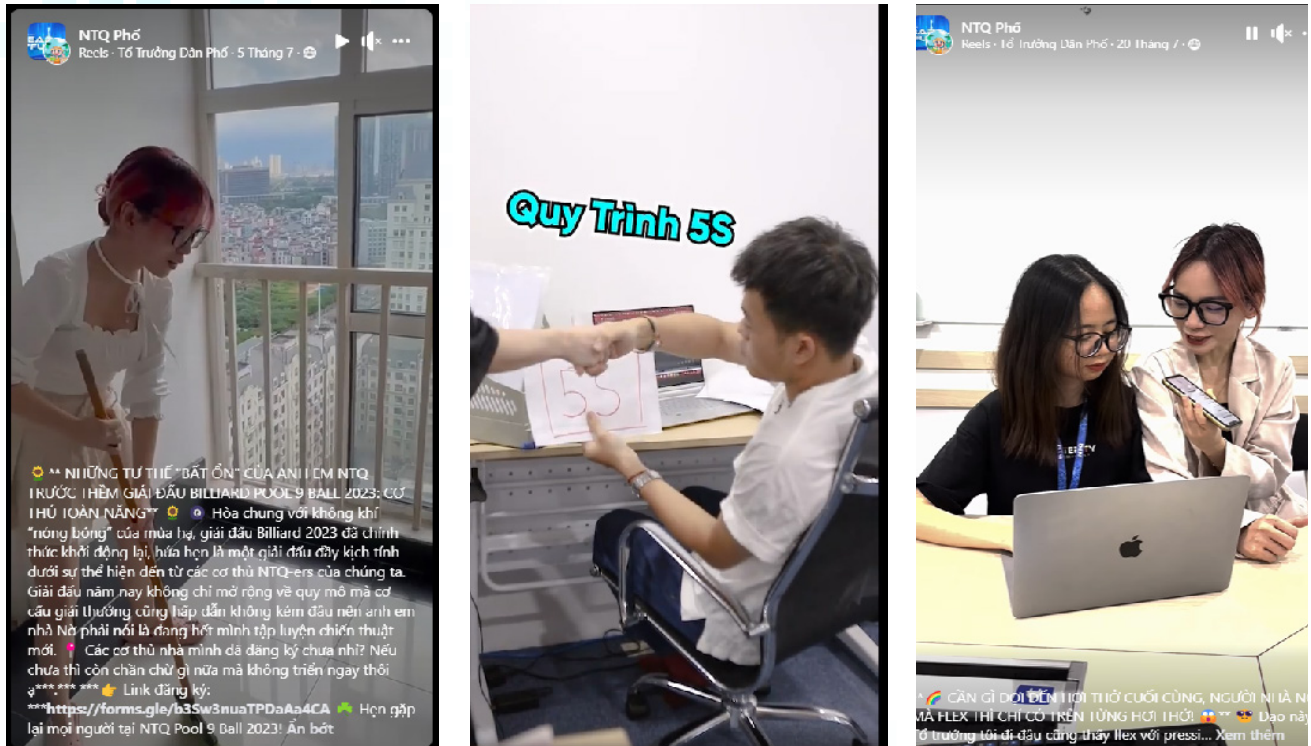 NTQ Phố
Reels · Tổ Trưởng Dân Phố · 5 Tháng 7 ·
🌻 ** NHỮNG TƯ THẾ "BẤT ỔN" CỦA ANH EM NTQ
TRƯỚC THỀM GIẢI ĐẤU BILLIARD POOL 9 BALL 2023: CƠ
THỦ TOÀN NĂNG** 🌻 🎱 Hòa chung với không khí
“nóng bỏng” của mùa hạ, giải đấu Billiard 2023 đã chính
thức khởi động lại, hứa hẹn là một giải đấu đầy kịch tính
dưới sự thể hiện đến từ các cơ thủ NTQ-ers của chúng ta.
Giải đấu năm nay không chỉ mở rộng về quy mô mà cơ
cấu giải thưởng cũng hấp dẫn không kém đâu nên anh em
nhà Nờ phải nói là đang hết mình tập luyện chiến thuật
mới. 📍 Các cơ thủ nhà mình đã đăng ký chưa nhỉ? Nếu
chưa thì còn chần chừ gì nữa mà không triển ngay thôi
ạ*** *** *** 👉 Link đăng ký:
***https://forms.gle/b3Sw3nuaTPDaAa4CA ☘️ Hẹn gặp
lại mọi người tại NTQ Pool 9 Ball 2023! Ẩn bớt
Quy Trình 5S
5S
NTQ Phố
Reels · Tổ Trưởng Dân Phố · 20 Tháng 7 ·
🌈 CẦN GÌ ĐỢI ĐẾN HƠI THỞ CUỐI CÙNG, NGƯỜI NHÀ N
MÀ FLEX THÌ CHỈ CÓ TRÊN TỪNG HƠI THỞ! 😱** 😎 Dạo này
ổ trưởng tôi đi đâu cũng thấy flex với pressi... Xem thêm